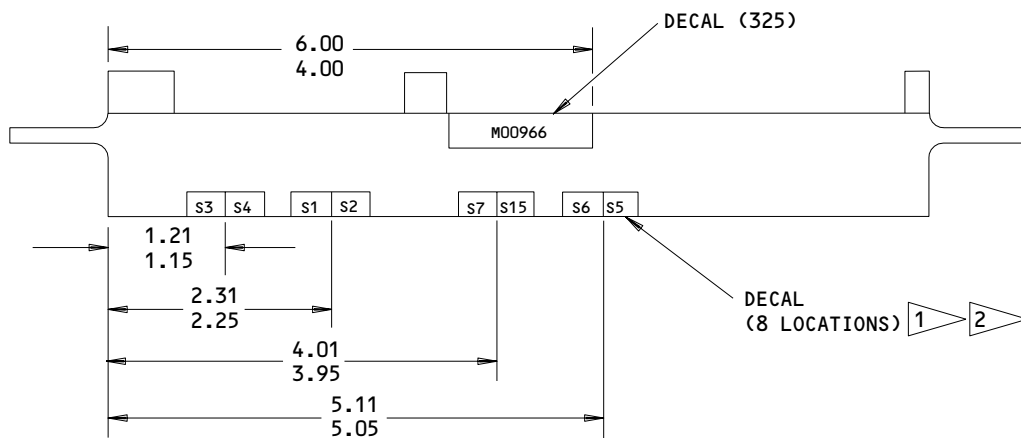 DECAL (325)
6.00
4.00
M00966
S3 S4 S1 S2 S7 S15 S6 S5
1.21
1.15
2.31
2.25
DECAL
(8 LOCATIONS) 1 2
4.01
3.95
5.11
5.05